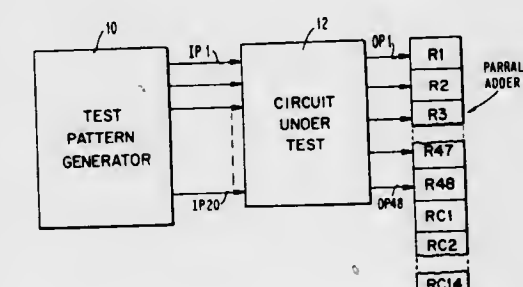 10
12
IP1
OP1
R1
PARRAL
ADDER
R2
R3
TEST
PATTERN
GENERATOR
CIRCUIT
UNDER
TEST
R47
R48
IP20
OP48
RC1
RC2
RC14